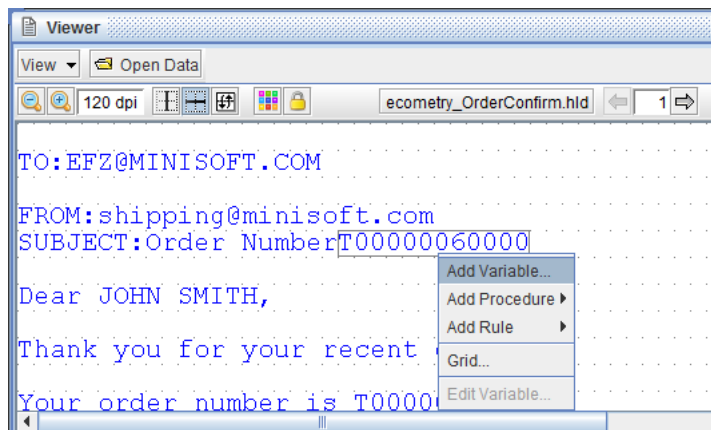 Viewer
View Open Data
120 dpi ecometry_OrderConfirm.hld 1
TO:EFZ@MINISOFT.COM
FROM:shipping@minisoft.com
SUBJECT:Order NumberT00000060000
Add Variable...
Dear JOHN SMITH,
Add Procedure
Add Rule
Thank you for your recent
Grid...
Your order number is T0000
Edit Variable...